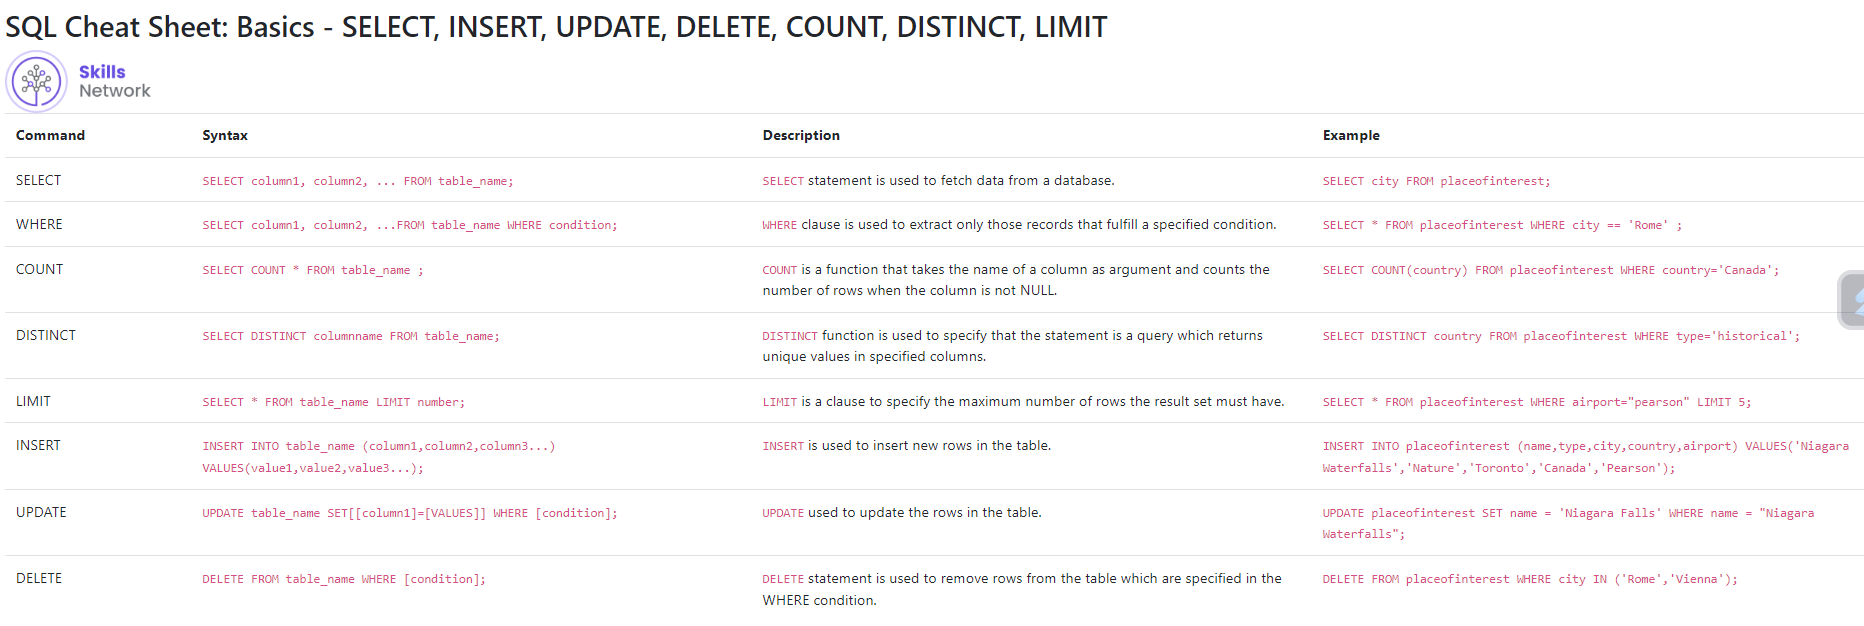 SQL Cheat Sheet: Basics - SELECT, INSERT, UPDATE, DELETE, COUNT, DISTINCT, LIMIT
Skills
Network
Command Syntax Description Example
SELECT SELECT column1, column2, ... FROM table_name; SELECT statement is used to fetch data from a database. SELECT city FROM placeofinterest;
WHERE SELECT column1, column2, ...FROM table_name WHERE condition; WHERE clause is used to extract only those records that fulfill a specified condition. SELECT * FROM placeofinterest WHERE city == 'Rome' ;
COUNT SELECT COUNT * FROM table_name ; COUNT is a function that takes the name of a column as argument and counts the SELECT COUNT(country) FROM placeofinterest WHERE country='Canada';
number of rows when the column is not NULL.
DISTINCT SELECT DISTINCT columnname FROM table_name; DISTINCT function is used to specify that the statement is a query which returns SELECT DISTINCT country FROM placeofinterest WHERE type='historical';
unique values in specified columns.
LIMIT SELECT * FROM table_name LIMIT number; LIMIT is a clause to specify the maximum number of rows the result set must have. SELECT * FROM placeofinterest WHERE airport="pearson" LIMIT 5;
INSERT INSERT INTO table_name (column1,column2,column3...) INSERT is used to insert new rows in the table. INSERT INTO placeofinterest (name,type,city,country,airport) VALUES('Niagara
VALUES(value1,value2,value3...); Waterfalls','Nature','Toronto','Canada','Pearson');
UPDATE UPDATE table_name SET[[column1]=[VALUES]] WHERE [condition]; UPDATE used to update the rows in the table. UPDATE placeofinterest SET name = 'Niagara Falls' WHERE name = "Niagara
Waterfalls";
DELETE DELETE FROM table_name WHERE [condition]; DELETE statement is used to remove rows from the table which are specified in the DELETE FROM placeofinterest WHERE city IN ('Rome','Vienna');
WHERE condition.